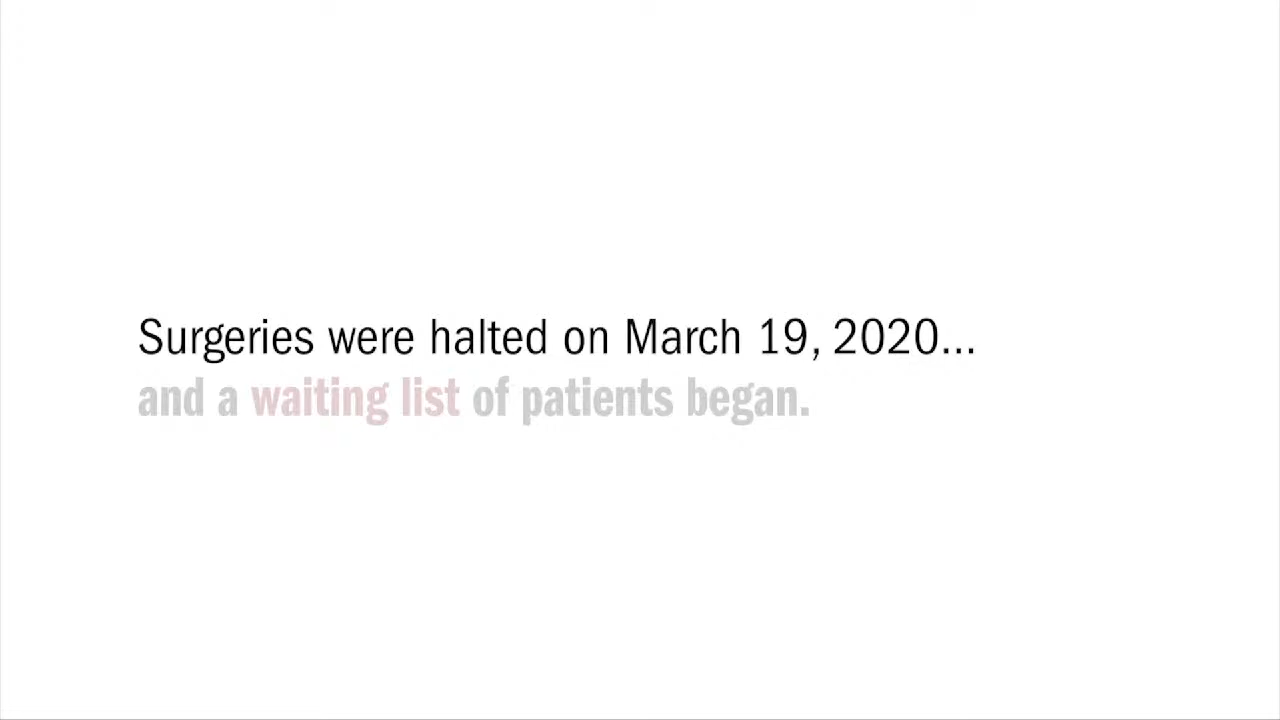 Surgeries were halted on March 19, 2020...
and a waiting list of patients began.